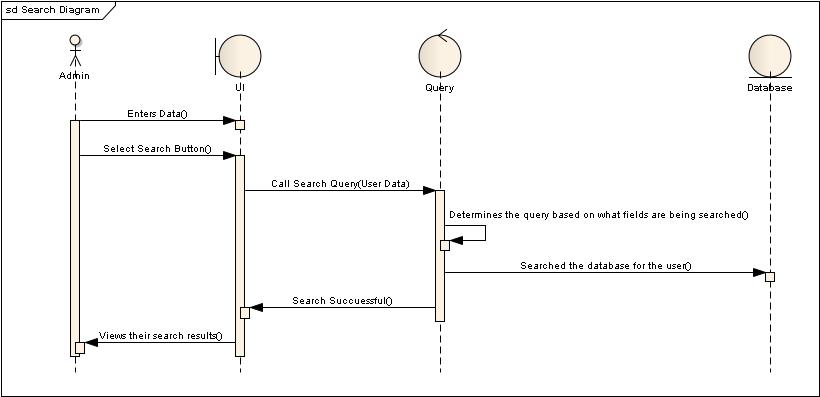 sd Search Diagram
Admin
UI
Query
Database
Enters Data()
Select Search Button()
Call Search Query(User Data)
Determines the query based on what fields are being searched()
Searched the database for the user()
Search Succuessful()
Views their search results()